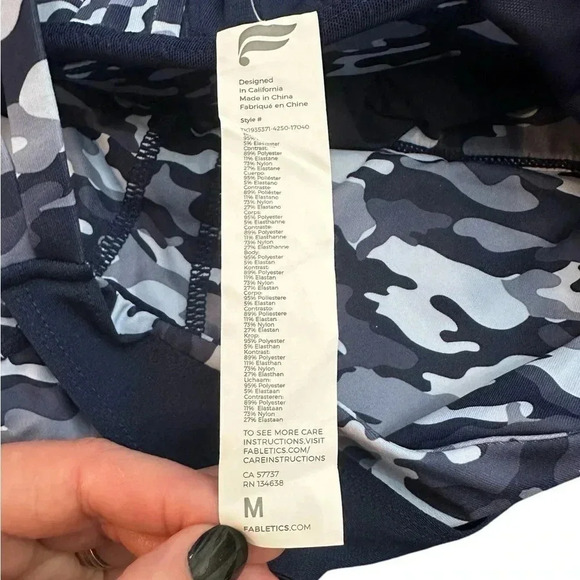 Designed
In California
Made in China
Fabriqué en Chine
Style #
95%
5% Elastane
Contrast:
89% Polyester
11% Elastane
73% Nylon
27% Elastane
Cuerpo
95% Poliéster
5% Elastano
Contraste:
89% Poliéster
11% Elastano
73% Nylon
27% Elastano
Corps:
95% Polyester
5% Elasthanne
Contraste:
89% Polyester
11% Elasthanne
73% Nylon
27% Elasthanne
Body:
95% Polyester
5% Elastan
Kontrast:
89% Polyester
11% Elastan
73% Nylon
27% Elastan
Corpo:
95% Poliestere
5% Elastan
Contrasto:
89% Poliestere
11% Elastan
73% Nylon
27% Elastan
Krop:
95% Polyester
5% Elasthan
Kontrast:
89% Polyester
11% Elasthan
73% Nylon
27% Elasthan
Lichaam:
95% Polyester
5% Elastaan
Contrasteren:
89% Polyester
11% Elastaan
73% Nylon
27% Elastaan
TO SEE MORE CARE
INSTRUCTIONS,VISIT
FABLETICS.COM/
CAREINSTRUCTIONS
CA 57737
RN 134638
M
FABLETICS.COM